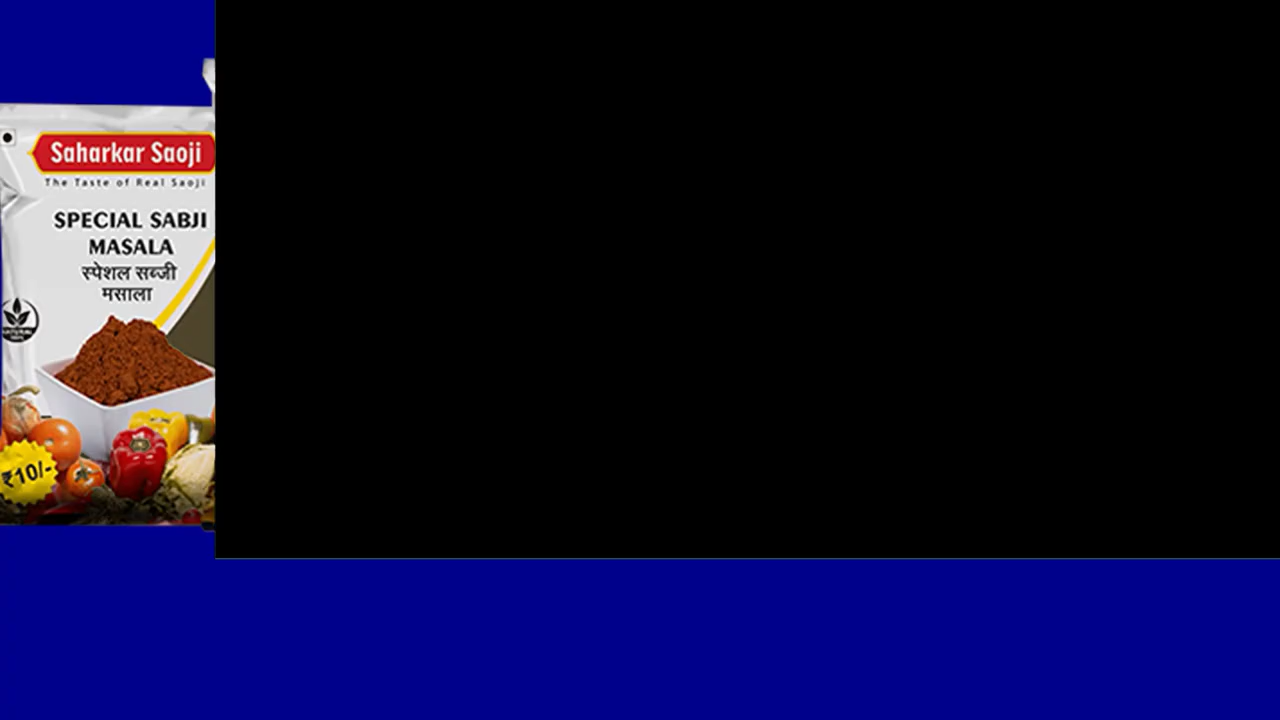 Saharkar Saoji
The Taste of Real Saoji
SPECIAL SABJI
MASALA
स्पेशल सब्जी
मसाला
₹10/-